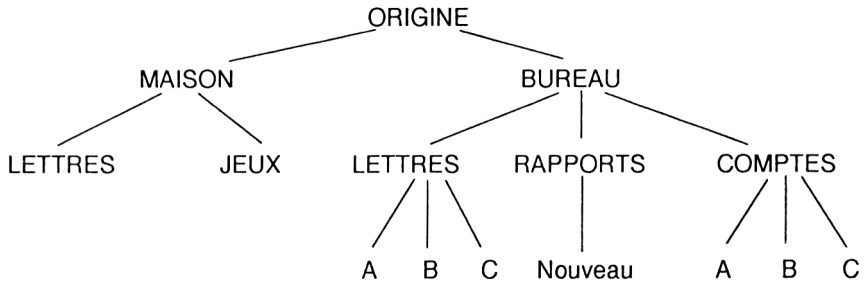 ORIGINE
MAISON BUREAU
LETTRES JEUX LETTRES RAPPORTS COMPTES
A B C Nouveau A B C